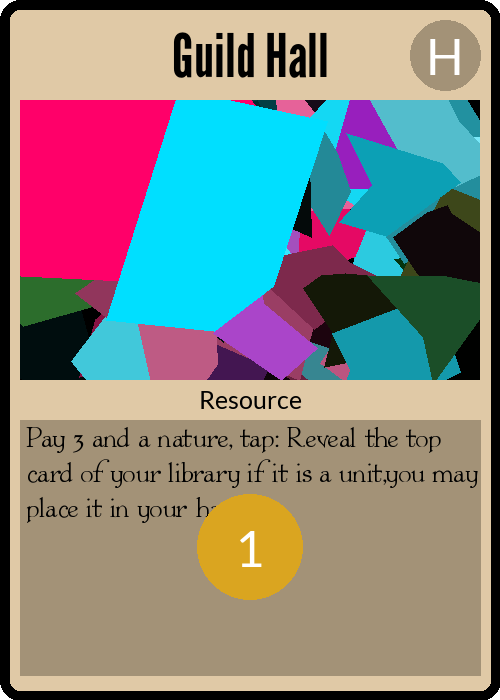 Guild Hall
H
Resource
Pay 3 and a nature, tap: Reveal the top
card of your library if it is a unit,you may
place it in your
1